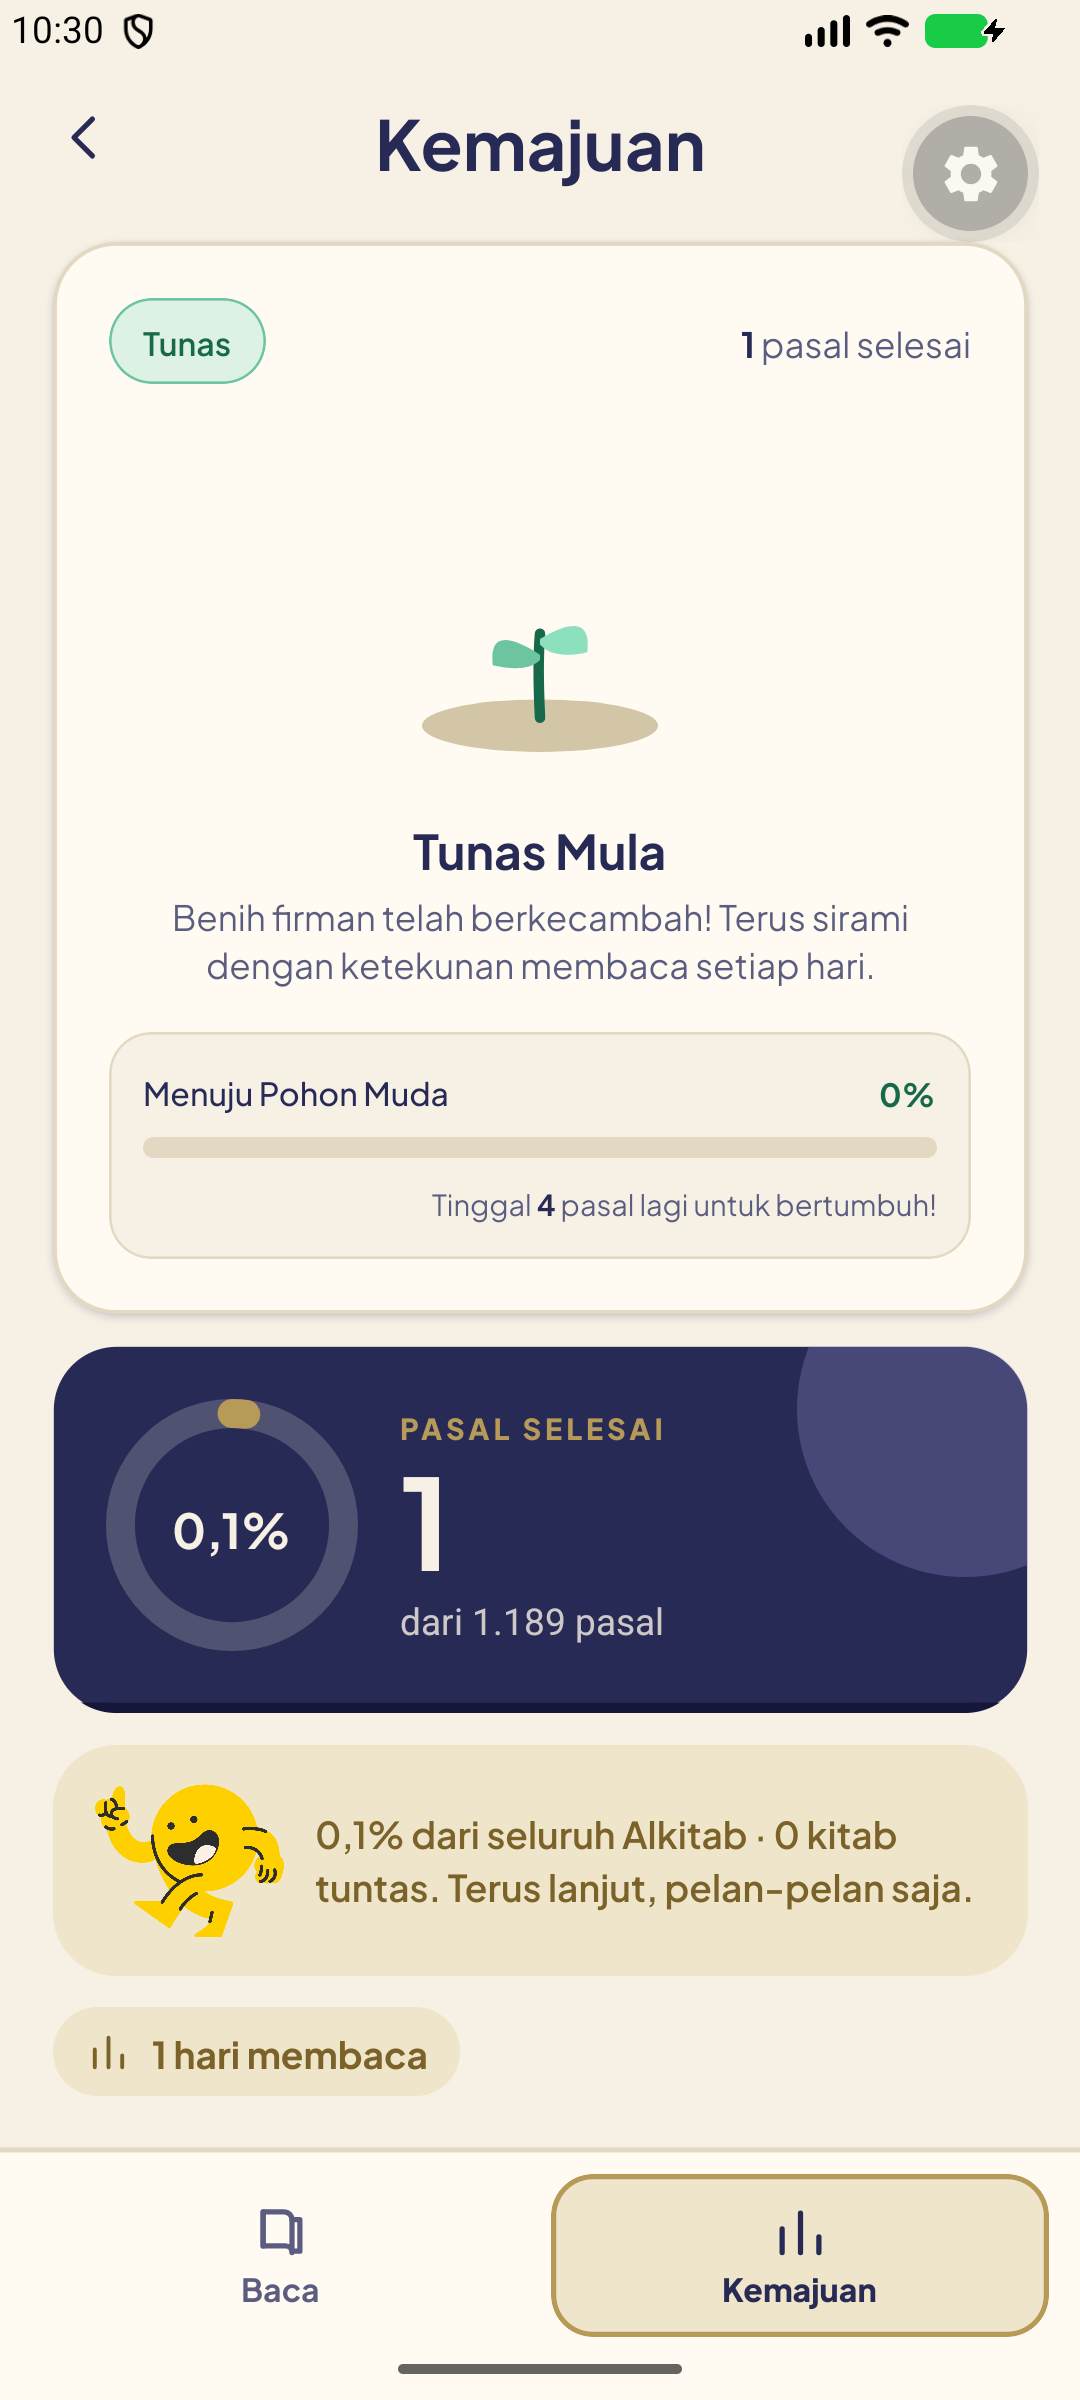 10:30
Kemajuan
Tunas
1 pasal selesai
Tunas Mula
Benih firman telah berkecambah! Terus sirami
dengan ketekunan membaca setiap hari.
Menuju Pohon Muda
0%
Tinggal 4 pasal lagi untuk bertumbuh!
0,1%
PASAL SELESAI
1
dari 1.189 pasal
0,1% dari seluruh Alkitab · 0 kitab
tuntas. Terus lanjut, pelan-pelan saja.
1 hari membaca
Baca
Kemajuan